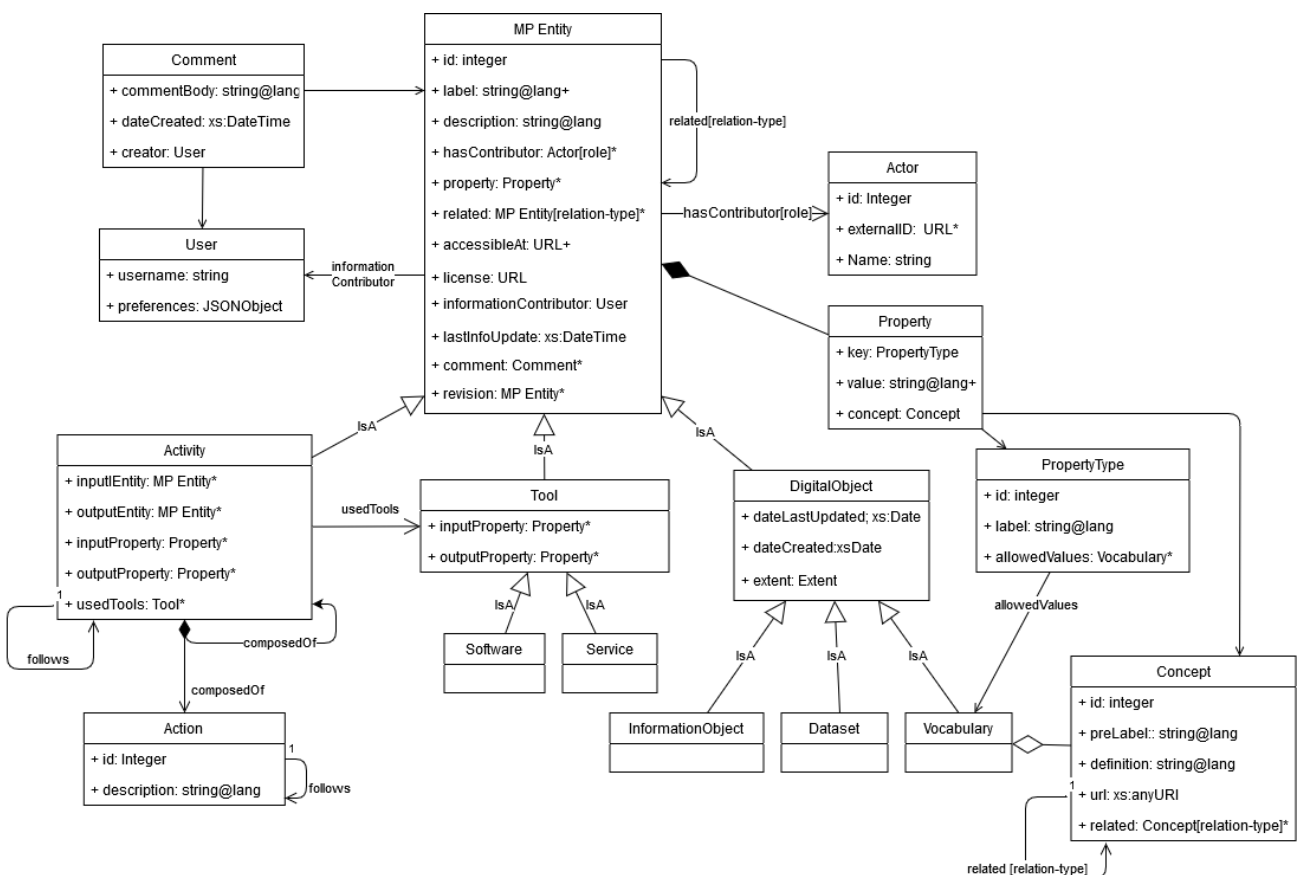 MP Entity
+ id: integer
+ label: string@lang+
+ description: string@lang
+ hasContributor: Actor[role]*
+ property: Property*
+ related: MP Entity[relation-type]*
+ accessibleAt: URL+
+ license: URL
+ informationContributor: User
+ lastInfoUpdate: xs:DateTime
+ comment: Comment*
+ revision: MP Entity*
related[relation-type]
Comment
+ commentBody: string@lang
+ dateCreated: xs:DateTime
+ creator: User
User
+ username: string
+ preferences: JSONObject
information
Contributor
hasContributor[role]
Actor
+ id: Integer
+ externalID: URL*
+ Name: string
Property
+ key: PropertyType
+ value: string@lang+
+ concept: Concept
IsA
IsA
IsA
Activity
+ inputlEntity: MP Entity*
+ outputEntity: MP Entity*
+ inputProperty: Property*
+ outputProperty: Property*
+ usedTools: Tool*
1
follows
composedOf
composedOf
usedTools
Tool
+ inputProperty: Property*
+ outputProperty: Property*
IsA
IsA
Software
Service
DigitalObject
+ dateLastUpdated; xs:Date
+ dateCreated:xsDate
+ extent: Extent
PropertyType
+ id: integer
+ label: string@lang
+ allowedValues: Vocabulary*
allowedValues
IsA
IsA
IsA
InformationObject
Dataset
Vocabulary
Action
+ id: Integer
+ description: string@lang
1
follows
Concept
+ id: integer
+ preLabel:: string@lang
+ definition: string@lang
+ url: xs:anyURI
+ related: Concept[relation-type]*
1
related [relation-type]